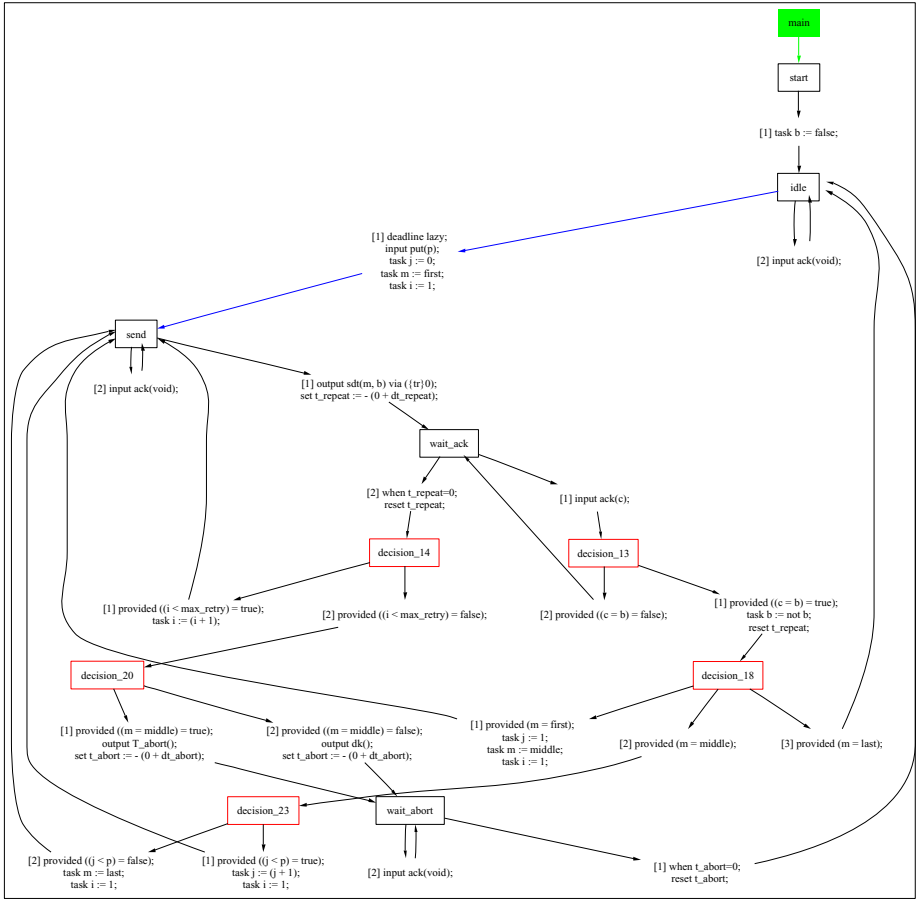 main
start
[1] task b := false;
idle
[1] deadline lazy;
input put(p);
task j := 0;
task m := first;
task i := 1;
[2] input ack(void);
send
[2] input ack(void);
[1] output sdt(m, b) via ({tr}0);
set t_repeat := - (0 + dt_repeat);
wait_ack
[2] when t_repeat=0;
reset t_repeat;
[1] input ack(c);
decision_14
decision_13
[1] provided ((i < max_retry) = true);
task i := (i + 1);
[2] provided ((i < max_retry) = false);
[2] provided ((c = b) = false);
[1] provided ((c = b) = true);
task b := not b;
reset t_repeat;
decision_20
decision_18
[1] provided ((m = middle) = true);
output T_abort();
set t_abort := - (0 + dt_abort);
[2] provided ((m = middle) = false);
output dk();
set t_abort := - (0 + dt_abort);
[1] provided (m = first);
task j := 1;
task m := middle;
task i := 1;
[2] provided (m = middle);
[3] provided (m = last);
decision_23
wait_abort
[2] provided ((j < p) = false);
task m := last;
task i := 1;
[1] provided ((j < p) = true);
task j := (j + 1);
task i := 1;
[2] input ack(void);
[1] when t_abort=0;
reset t_abort;